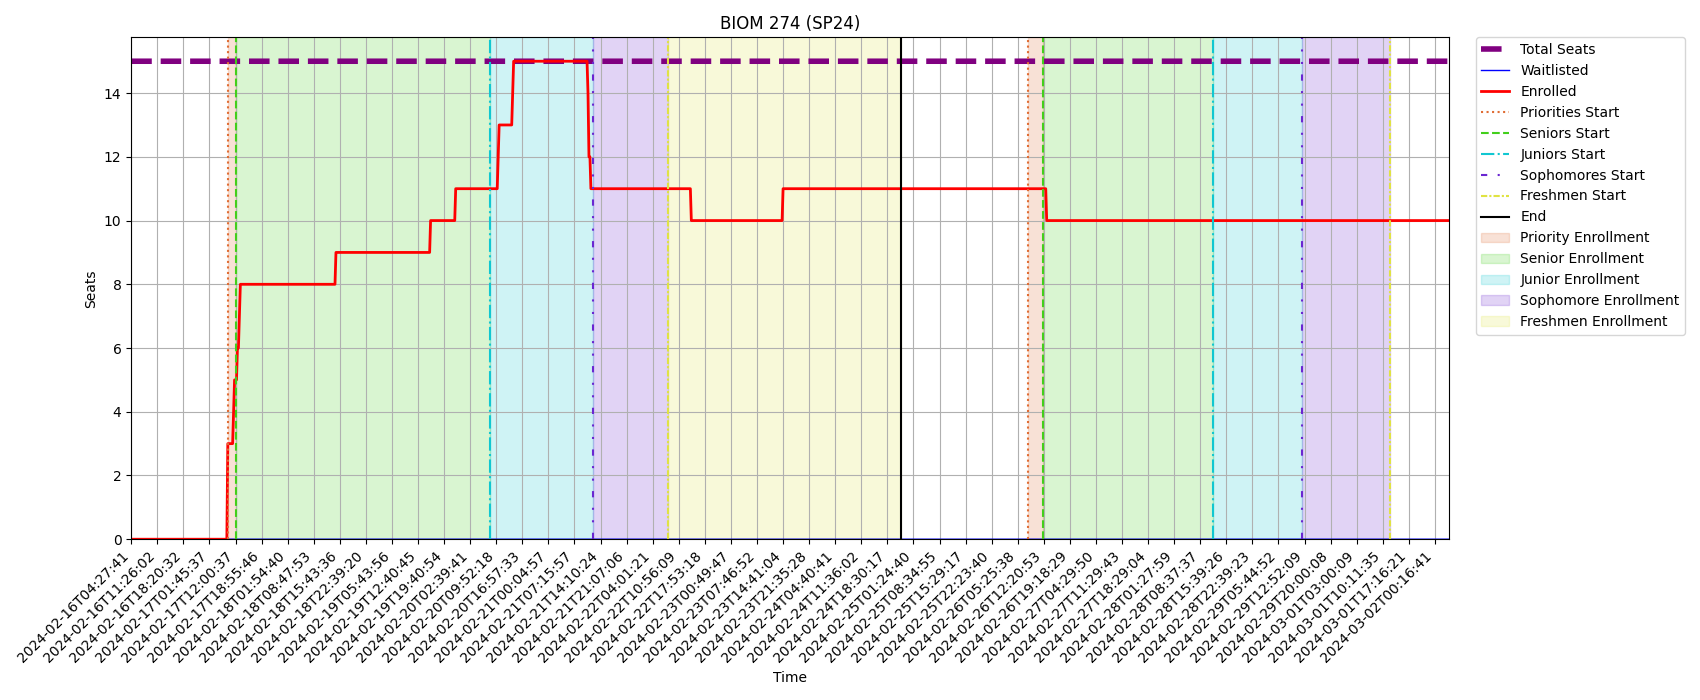 BIOM 274 (SP24)
Seats
14
12
10
8
6
4
2
0
2024-02-16T04:27:41
2024-02-16T11:26:02
2024-02-16T18:20:32
2024-02-17T01:45:37
2024-02-17T12:00:37
2024-02-17T18:55:46
2024-02-18T01:54:40
2024-02-18T08:47:53
2024-02-18T15:43:36
2024-02-18T22:39:20
2024-02-19T05:43:56
2024-02-19T12:40:45
2024-02-19T19:40:54
2024-02-20T02:39:41
2024-02-20T09:52:18
2024-02-20T16:57:33
2024-02-21T00:04:57
2024-02-21T07:15:57
2024-02-21T14:10:24
2024-02-21T21:07:06
2024-02-22T04:01:21
2024-02-22T10:56:09
2024-02-22T17:53:18
2024-02-23T00:49:47
2024-02-23T07:46:52
2024-02-23T14:41:04
2024-02-23T21:35:28
2024-02-24T04:40:41
2024-02-24T11:36:02
2024-02-24T18:30:17
2024-02-25T01:24:40
2024-02-25T08:34:55
2024-02-25T15:29:17
2024-02-25T22:23:40
2024-02-26T05:25:38
2024-02-26T12:20:53
2024-02-26T19:18:29
2024-02-27T04:29:50
2024-02-27T11:29:43
2024-02-27T18:29:04
2024-02-28T01:27:59
2024-02-28T08:37:37
2024-02-28T15:39:26
2024-02-28T22:39:23
2024-02-29T05:44:52
2024-02-29T12:52:09
2024-02-29T20:00:08
2024-03-01T03:00:09
2024-03-01T10:11:35
2024-03-01T17:16:21
2024-03-02T00:16:41
Time
Total Seats
Waitlisted
Enrolled
Priorities Start
Seniors Start
Juniors Start
Sophomores Start
Freshmen Start
End
Priority Enrollment
Senior Enrollment
Junior Enrollment
Sophomore Enrollment
Freshmen Enrollment